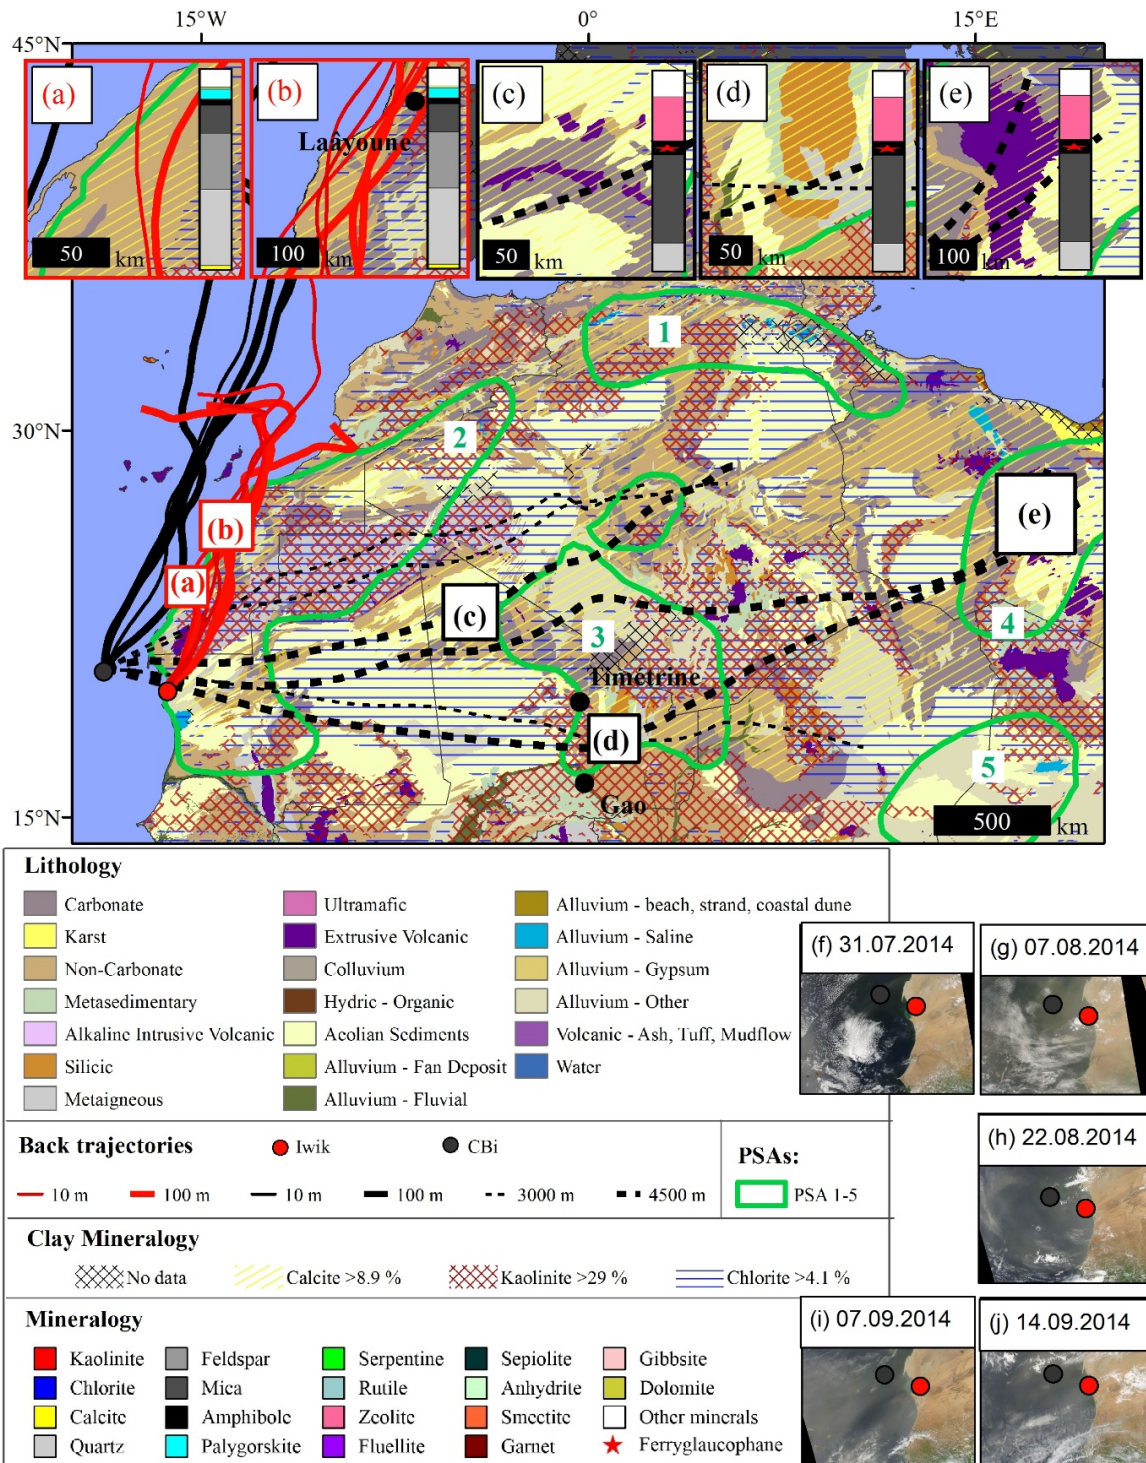 15°W 0° 15°E
45°N
(a) (b) (c) (d) (e)
Laâyoune
50 km 100 km 50 km 50 km 100 km
1
2
30°N
(e)
(b)
(a)
(c)
4
3
Timétrine
(d)
5
Gao
15°N
500 km
Lithology
Carbonate Ultramafic Alluvium - beach, strand, coastal dune
Karst Extrusive Volcanic Alluvium - Saline
Non-Carbonate Colluvium Alluvium - Gypsum
Metasedimentary Hydric - Organic Alluvium - Other
Alkaline Intrusive Volcanic Aeolian Sediments Volcanic - Ash, Tuff, Mudflow
Silicic Alluvium - Fan Deposit Water
Metaigneous Alluvium - Fluvial
(f) 31.07.2014 (g) 07.08.2014
(h) 22.08.2014
Back trajectories Iwik CBi PSAs:
10 m 100 m 10 m 100 m 3000 m 4500 m PSA 1-5
Clay Mineralogy
No data Calcite >8.9 % Kaolinite >29 % Chlorite >4.1 %
(i) 07.09.2014 (j) 14.09.2014
Mineralogy
Kaolinite Feldspar Serpentine Sepiolite Gibbsite
Chlorite Mica Rutile Anhydrite Dolomite
Calcite Amphibole Zeolite Smectite Other minerals
Quartz Palygorskite Fluellite Garnet Ferryglaucophane